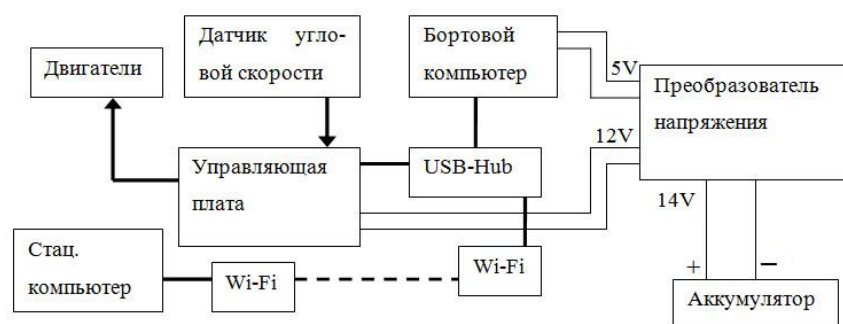 Двигатели
Датчик угло-
вой скорости
Бортовой
компьютер
5V
Преобразователь
напряжения
12V
Управляющая
плата
USB-Hub
14V
Стац.
компьютер
Wi-Fi
Wi-Fi
+
−
Аккумулятор